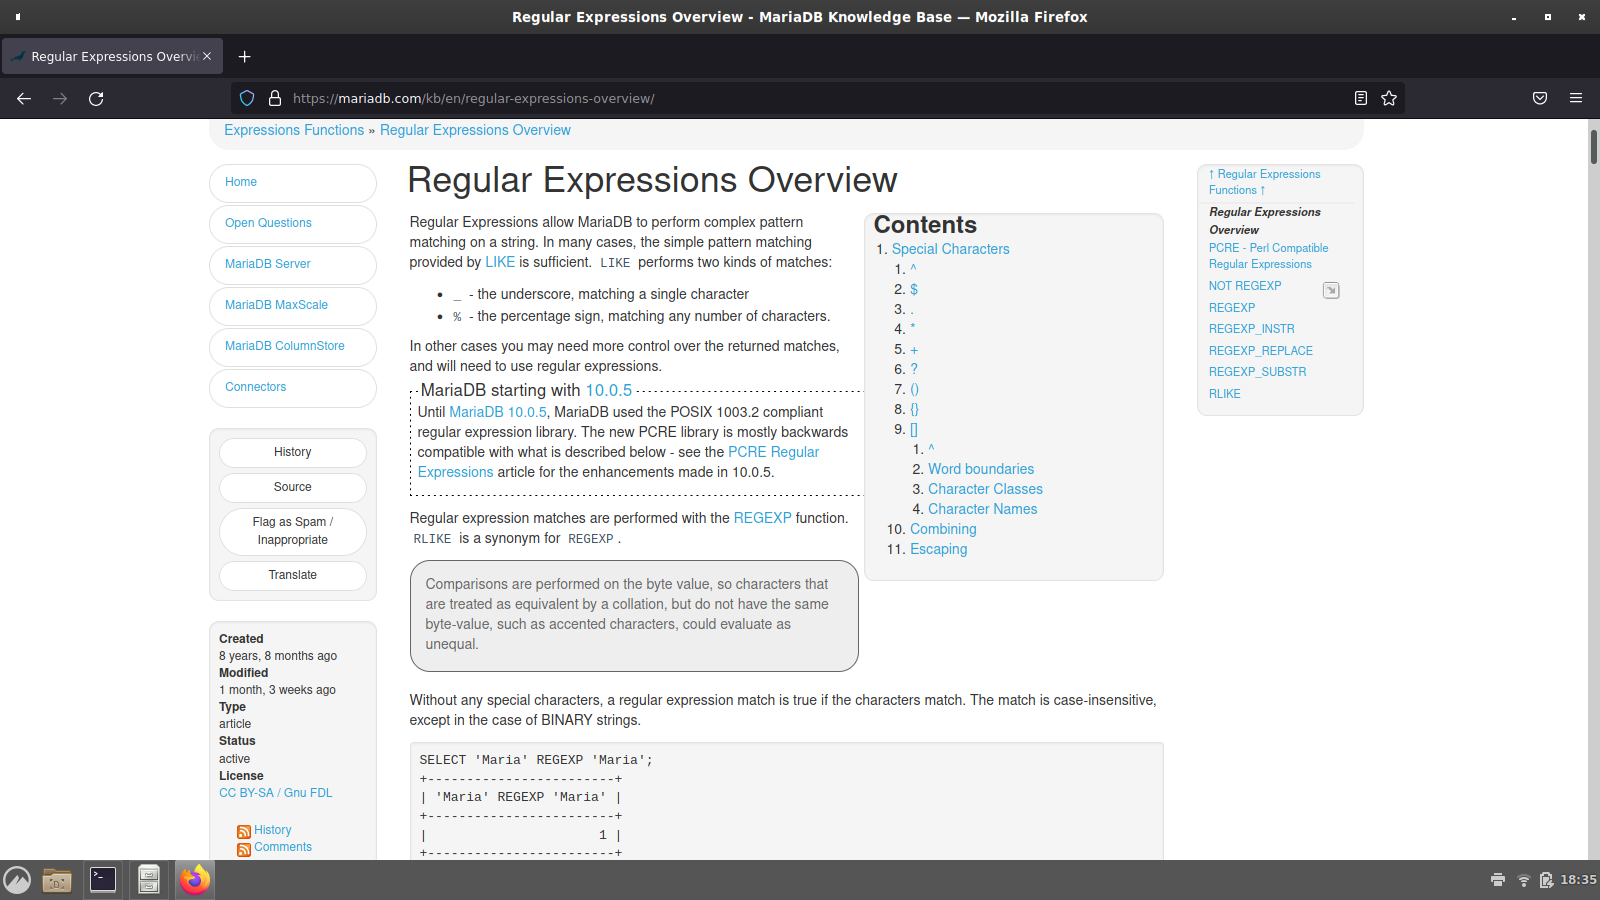 Regular Expressions Overview - MariaDB Knowledge Base — Mozilla Firefox
Regular Expressions Overvi
https://mariadb.com/kb/en/regular-expressions-overview/
Expressions Functions » Regular Expressions Overview
Home
Open Questions
MariaDB Server
MariaDB MaxScale
MariaDB ColumnStore
Connectors
History
Source
Flag as Spam /
Inappropriate
Translate
Created
8 years, 8 months ago
Modified
1 month, 3 weeks ago
Type
article
Status
active
License
CC BY-SA / Gnu FDL
History
Comments
Regular Expressions Overview
Regular Expressions allow MariaDB to perform complex pattern
matching on a string. In many cases, the simple pattern matching
provided by LIKE is sufficient. LIKE performs two kinds of matches:
• _ - the underscore, matching a single character
• % - the percentage sign, matching any number of characters.
In other cases you may need more control over the returned matches,
and will need to use regular expressions.
MariaDB starting with 10.0.5
Until MariaDB 10.0.5, MariaDB used the POSIX 1003.2 compliant
regular expression library. The new PCRE library is mostly backwards
compatible with what is described below - see the PCRE Regular
Expressions article for the enhancements made in 10.0.5.
Regular expression matches are performed with the REGEXP function.
RLIKE is a synonym for REGEXP.
Comparisons are performed on the byte value, so characters that
are treated as equivalent by a collation, but do not have the same
byte-value, such as accented characters, could evaluate as
unequal.
Without any special characters, a regular expression match is true if the characters match. The match is case-insensitive,
except in the case of BINARY strings.
SELECT 'Maria' REGEXP 'Maria';
+------------------------+
| 'Maria' REGEXP 'Maria' |
+------------------------+
|                      1 |
+------------------------+
Contents
1. Special Characters
1. ^
2. $
3. .
4. *
5. +
6. ?
7. ()
8. {}
9. []
1. ^
2. Word boundaries
3. Character Classes
4. Character Names
10. Combining
11. Escaping
↑ Regular Expressions
Functions ↑
Regular Expressions
Overview
PCRE - Perl Compatible
Regular Expressions
NOT REGEXP
REGEXP
REGEXP_INSTR
REGEXP_REPLACE
REGEXP_SUBSTR
RLIKE
18:35